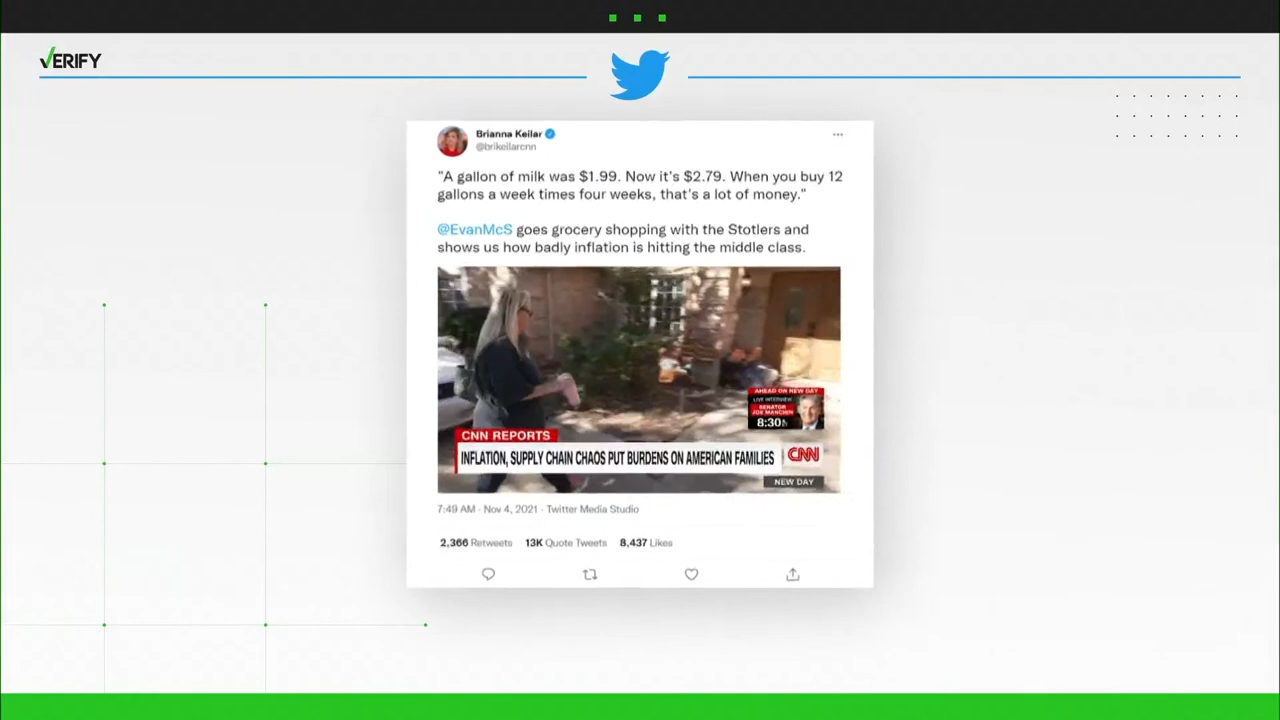 VERIFY
Brianna Keilar
@brikeilarcnn
"A gallon of milk was $1.99. Now it's $2.79. When you buy 12
gallons a week times four weeks, that's a lot of money."
@EvanMcS goes grocery shopping with the Stotlers and
shows us how badly inflation is hitting the middle class.
AHEAD ON NEW DAY
LIVE INTERVIEW
SENATOR
JOE MANCHIN
8:30
CNN REPORTS
INFLATION, SUPPLY CHAIN CHAOS PUT BURDENS ON AMERICAN FAMILIES
CNN
NEW DAY
7:49 AM · Nov 4, 2021 · Twitter Media Studio
2,366 Retweets 13K Quote Tweets 8,437 Likes